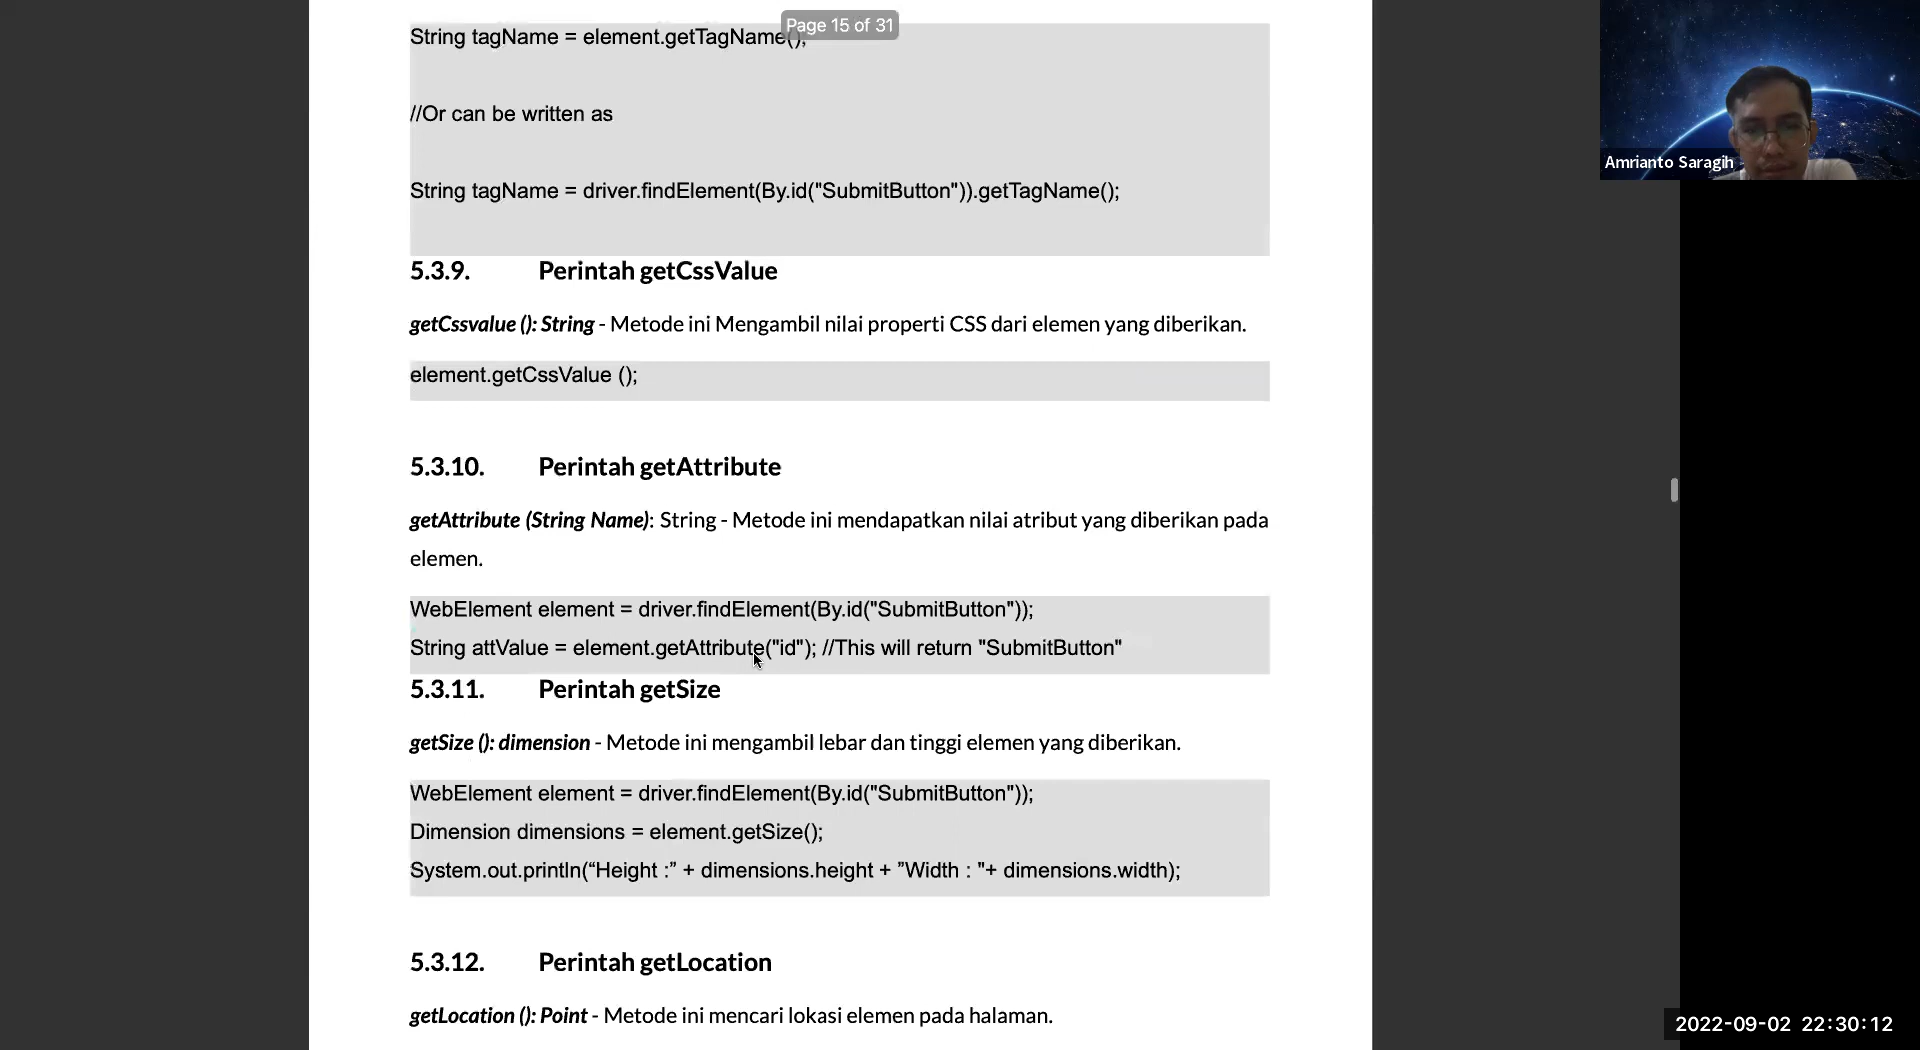 Page 15 of 31
String tagName = element.getTagName();
//Or can be written as
String tagName = driver.findElement(By.id("SubmitButton")).getTagName();
5.3.9. Perintah getCssValue
getCssvalue (): String - Metode ini Mengambil nilai properti CSS dari elemen yang diberikan.
element.getCssValue ();
5.3.10. Perintah getAttribute
getAttribute (String Name): String - Metode ini mendapatkan nilai atribut yang diberikan pada
elemen.
WebElement element = driver.findElement(By.id("SubmitButton"));
String attValue = element.getAttribute("id"); //This will return "SubmitButton"
5.3.11. Perintah getSize
getSize (): dimension - Metode ini mengambil lebar dan tinggi elemen yang diberikan.
WebElement element = driver.findElement(By.id("SubmitButton"));
Dimension dimensions = element.getSize();
System.out.println(“Height :” + dimensions.height + ”Width : "+ dimensions.width);
5.3.12. Perintah getLocation
getLocation (): Point - Metode ini mencari lokasi elemen pada halaman.
Amrianto Saragih
2022-09-02 22:30:12